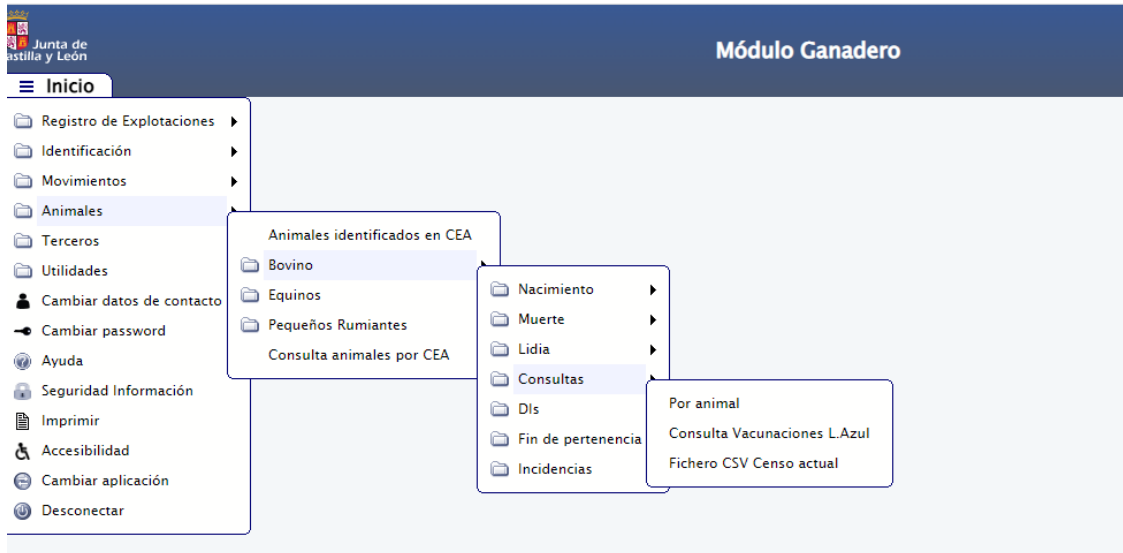 Junta de
astilla y León
Módulo Ganadero
≡ Inicio
Registro de Explotaciones
Identificación
Movimientos
Animales
Terceros
Utilidades
Cambiar datos de contacto
Cambiar password
Ayuda
Seguridad Información
Imprimir
Accesibilidad
Cambiar aplicación
Desconectar
Animales identificados en CEA
Bovino
Equinos
Pequeños Rumiantes
Consulta animales por CEA
Nacimiento
Muerte
Lidia
Consultas
DIs
Fin de pertenencia
Incidencias
Por animal
Consulta Vacunaciones L.Azul
Fichero CSV Censo actual